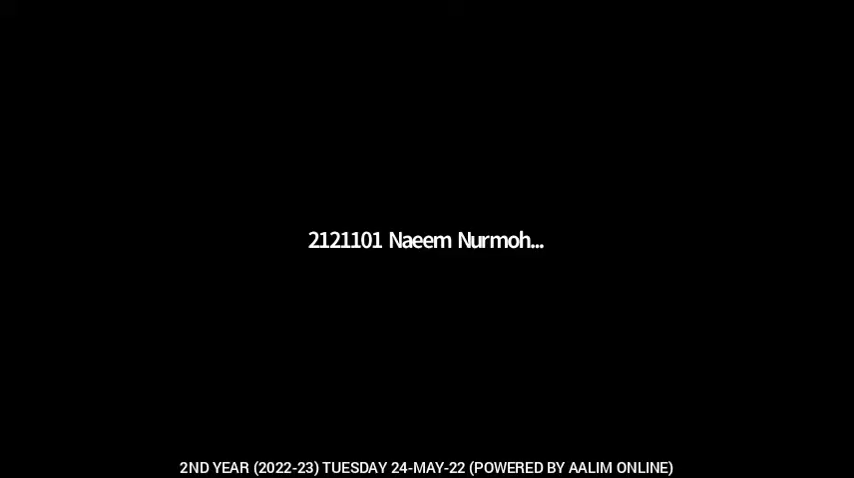 2121101 Naeem Nurmoh...
2ND YEAR (2022-23) TUESDAY 24-MAY-22 (POWERED BY AALIM ONLINE)